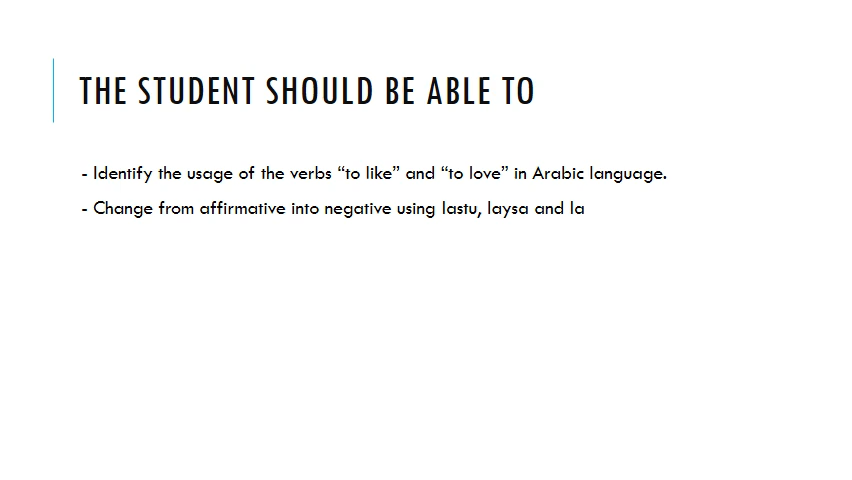 THE STUDENT SHOULD BE ABLE TO
- Identify the usage of the verbs “to like” and “to love” in Arabic language.
- Change from affirmative into negative using lastu, laysa and la